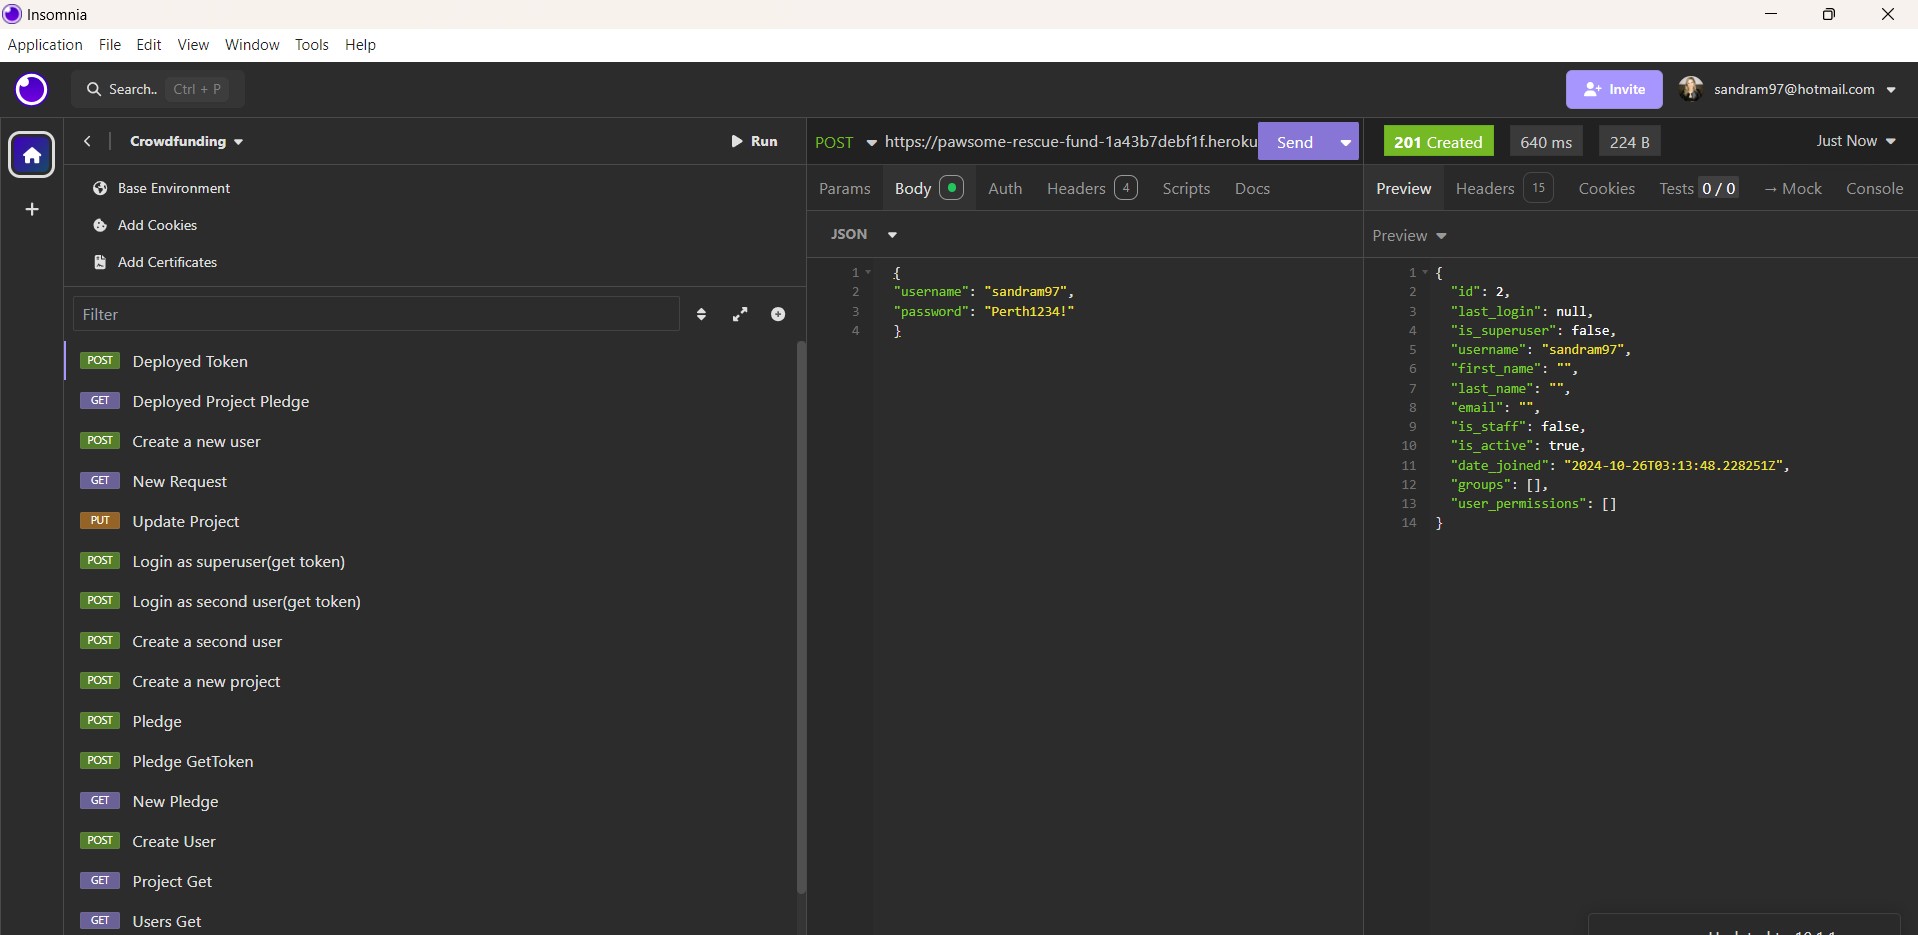 Insomnia
Application File Edit View Window Tools Help
Search.. Ctrl + P
Invite
sandram97@hotmail.com
Crowdfunding
Run
Base Environment
Add Cookies
Add Certificates
Filter
POST Deployed Token
GET Deployed Project Pledge
POST Create a new user
GET New Request
PUT Update Project
POST Login as superuser(get token)
POST Login as second user(get token)
POST Create a second user
POST Create a new project
POST Pledge
POST Pledge GetToken
GET New Pledge
POST Create User
GET Project Get
GET Users Get
POST https://pawsome-rescue-fund-1a43b7debf1f.heroku Send
Params Body Auth Headers 4 Scripts Docs
JSON
1 {
2 "username": "sandram97",
3 "password": "Perth1234!"
4 }
201 Created 640 ms 224 B Just Now
Preview Headers 15 Cookies Tests 0 / 0 → Mock Console
Preview
1 {
2 "id": 2,
3 "last_login": null,
4 "is_superuser": false,
5 "username": "sandram97",
6 "first_name": "",
7 "last_name": "",
8 "email": "",
9 "is_staff": false,
10 "is_active": true,
11 "date_joined": "2024-10-26T03:13:48.228251Z",
12 "groups": [],
13 "user_permissions": []
14 }